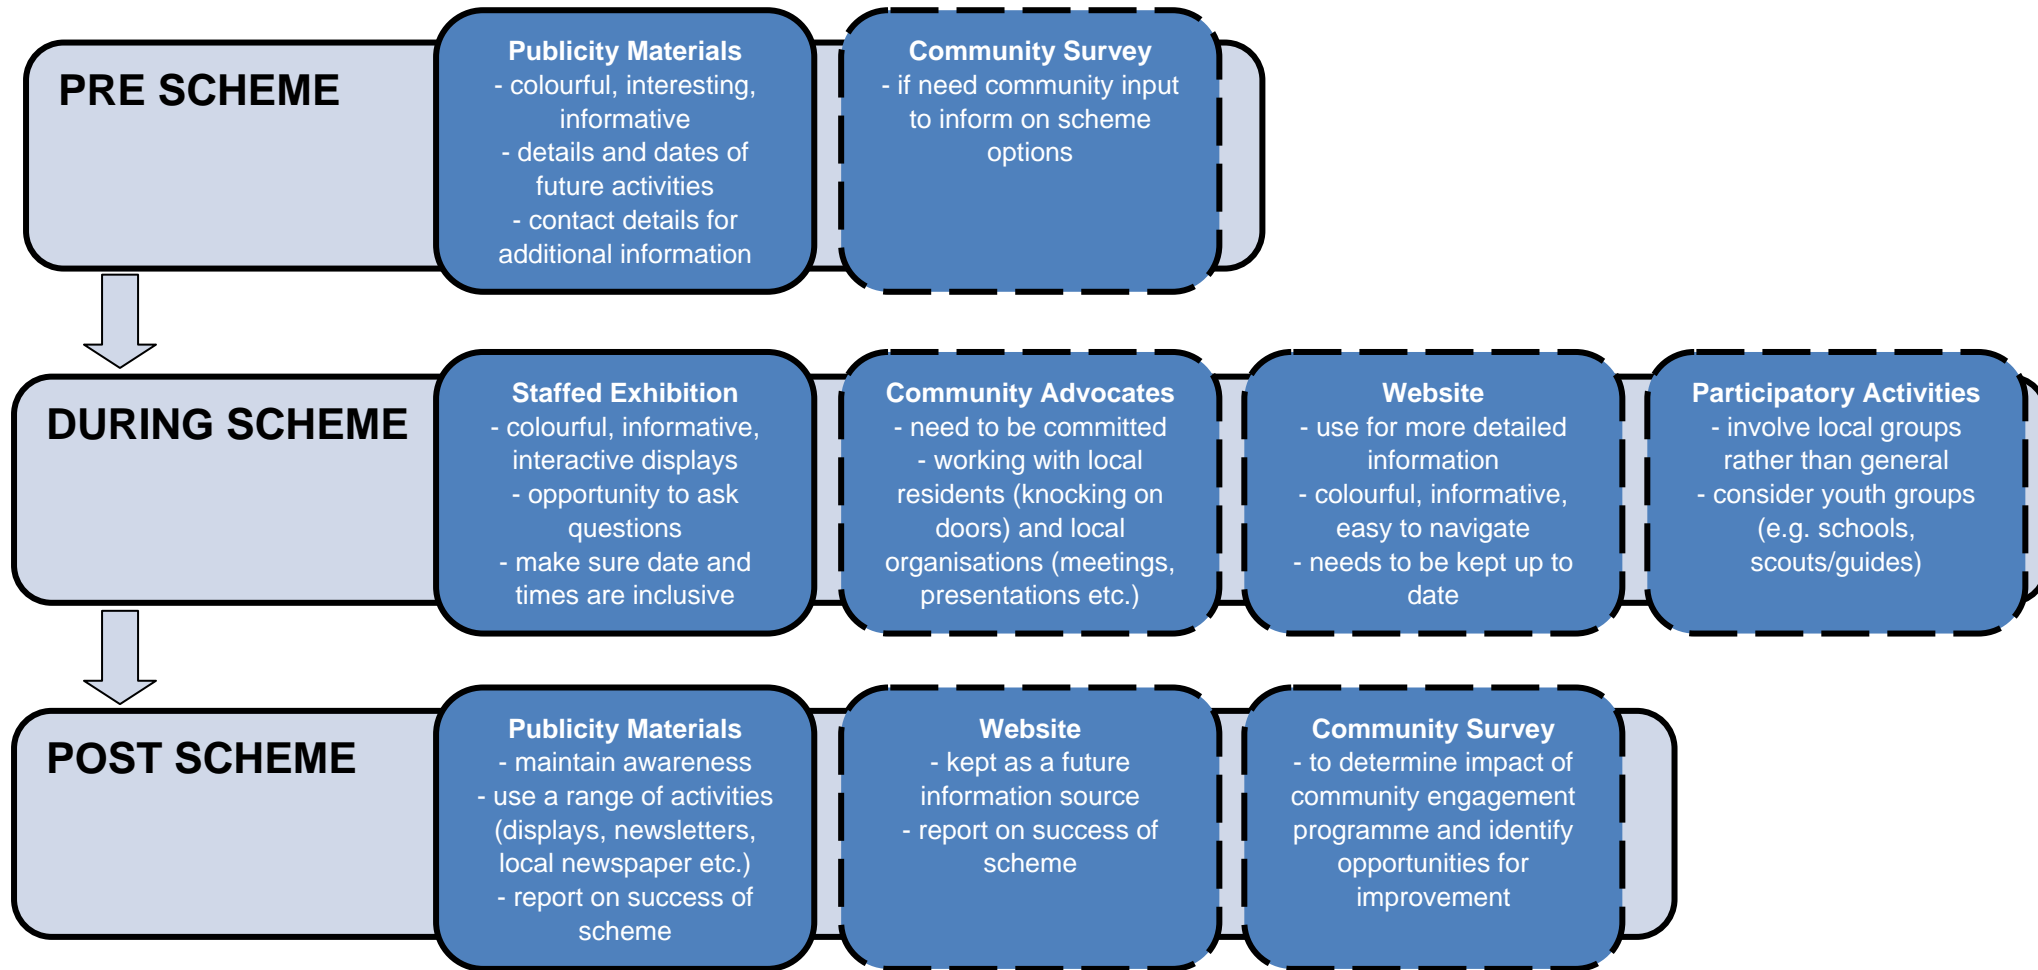 PRE SCHEME
Publicity Materials
- colourful, interesting,
informative
- details and dates of
future activities
- contact details for
additional information
Community Survey
- if need community input
to inform on scheme
options
DURING SCHEME
Staffed Exhibition
- colourful, informative,
interactive displays
- opportunity to ask
questions
- make sure date and
times are inclusive
Community Advocates
- need to be committed
- working with local
residents (knocking on
doors) and local
organisations (meetings,
presentations etc.)
Website
- use for more detailed
information
- colourful, informative,
easy to navigate
- needs to be kept up to
date
Participatory Activities
- involve local groups
rather than general
- consider youth groups
(e.g. schools,
scouts/guides)
POST SCHEME
Publicity Materials
- maintain awareness
- use a range of activities
(displays, newsletters,
local newspaper etc.)
- report on success of
scheme
Website
- kept as a future
information source
- report on success of
scheme
Community Survey
- to determine impact of
community engagement
programme and identify
opportunities for
improvement